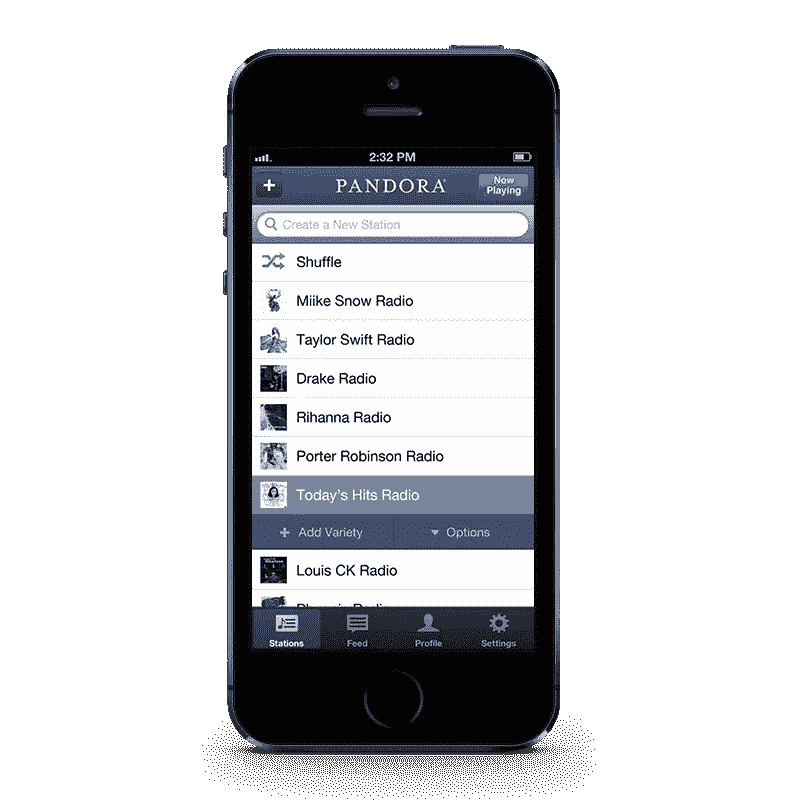 2:32 PM
PANDORA
Now
Playing
Create a New Station
Shuffle
Miike Snow Radio
Taylor Swift Radio
Drake Radio
Rihanna Radio
Porter Robinson Radio
Today's Hits Radio
Add Variety
Options
Louis CK Radio
Stations
Feed
Profile
Settings